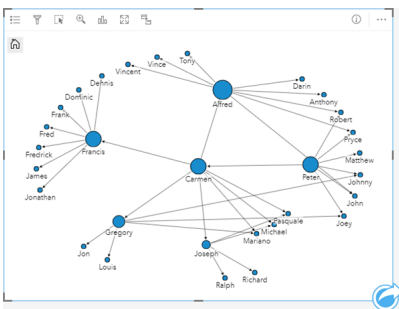 Tony
Vince
Vincent
Dennis
Darin
Dominic
Alfred
Anthony
Frank
Robert
Fred
Pryce
Francis
Fredrick
Matthew
James
Carmen
Peter
Johnny
Jonathan
John
Pasquale
Joey
Gregory
Michael
Mariano
Jon
Joseph
Louis
Ralph
Richard